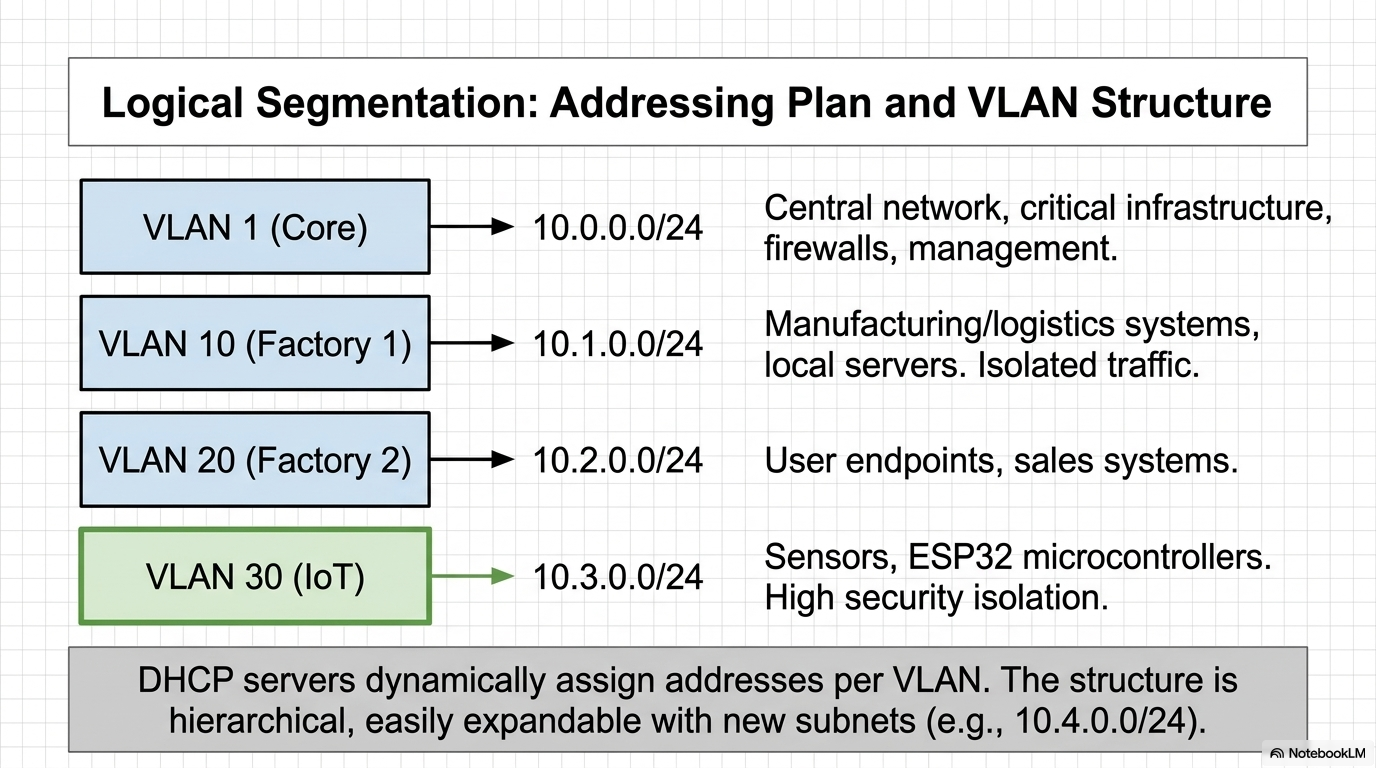 Logical Segmentation: Addressing Plan and VLAN Structure
VLAN 1 (Core)
10.0.0.0/24
Central network, critical infrastructure,
firewalls, management.
VLAN 10 (Factory 1)
10.1.0.0/24
Manufacturing/logistics systems,
local servers. Isolated traffic.
VLAN 20 (Factory 2)
10.2.0.0/24
User endpoints, sales systems.
VLAN 30 (IoT)
10.3.0.0/24
Sensors, ESP32 microcontrollers.
High security isolation.
DHCP servers dynamically assign addresses per VLAN. The structure is
hierarchical, easily expandable with new subnets (e.g., 10.4.0.0/24).
NotebookLM